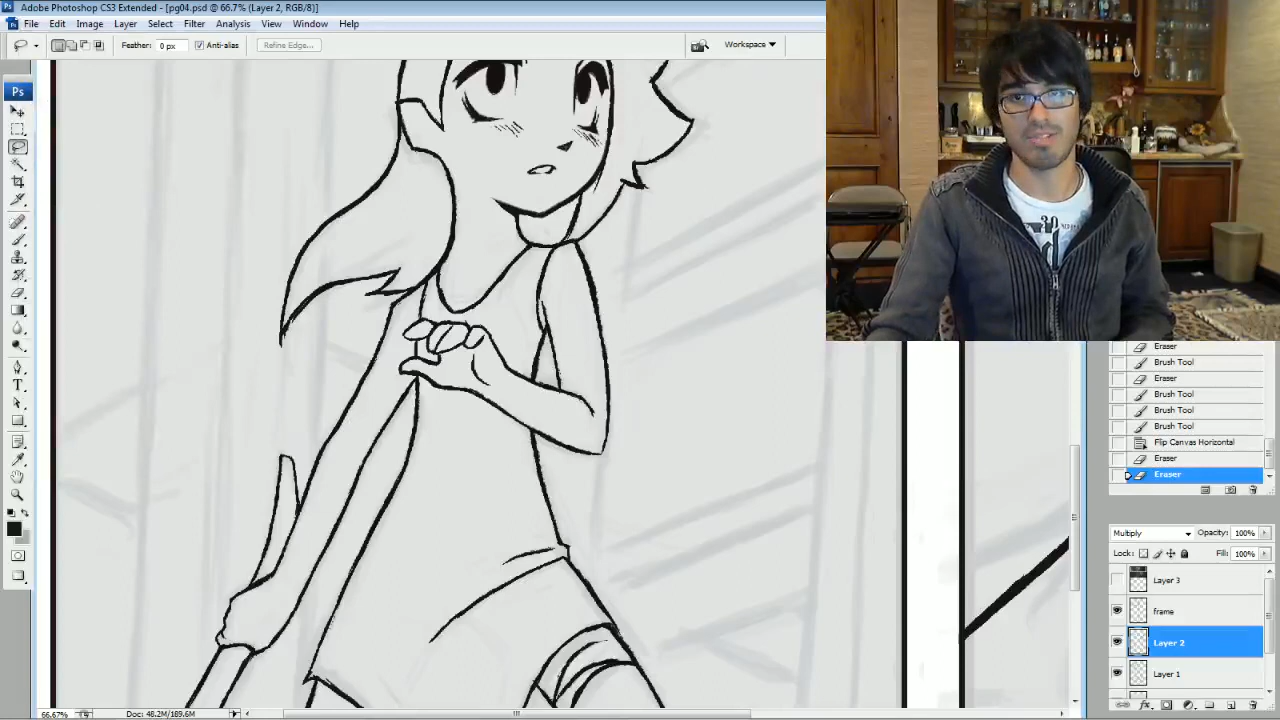 Adobe Photoshop CS3 Extended - [pg04.psd @ 66.7% (Layer 2, RGB/8)]
File Edit Image Layer Select Filter Analysis View Window Help
Feather: 0 px Anti-alias Refine Edge... Workspace
Ps
30
Eraser
Brush Tool
Eraser
Brush Tool
Brush Tool
Brush Tool
Flip Canvas Horizontal
Eraser
Eraser
Multiply Opacity: 100%
Lock: Fill: 100%
Layer 3
frame
Layer 2
Layer 1
66.67% Doc: 48.2M/189.6M